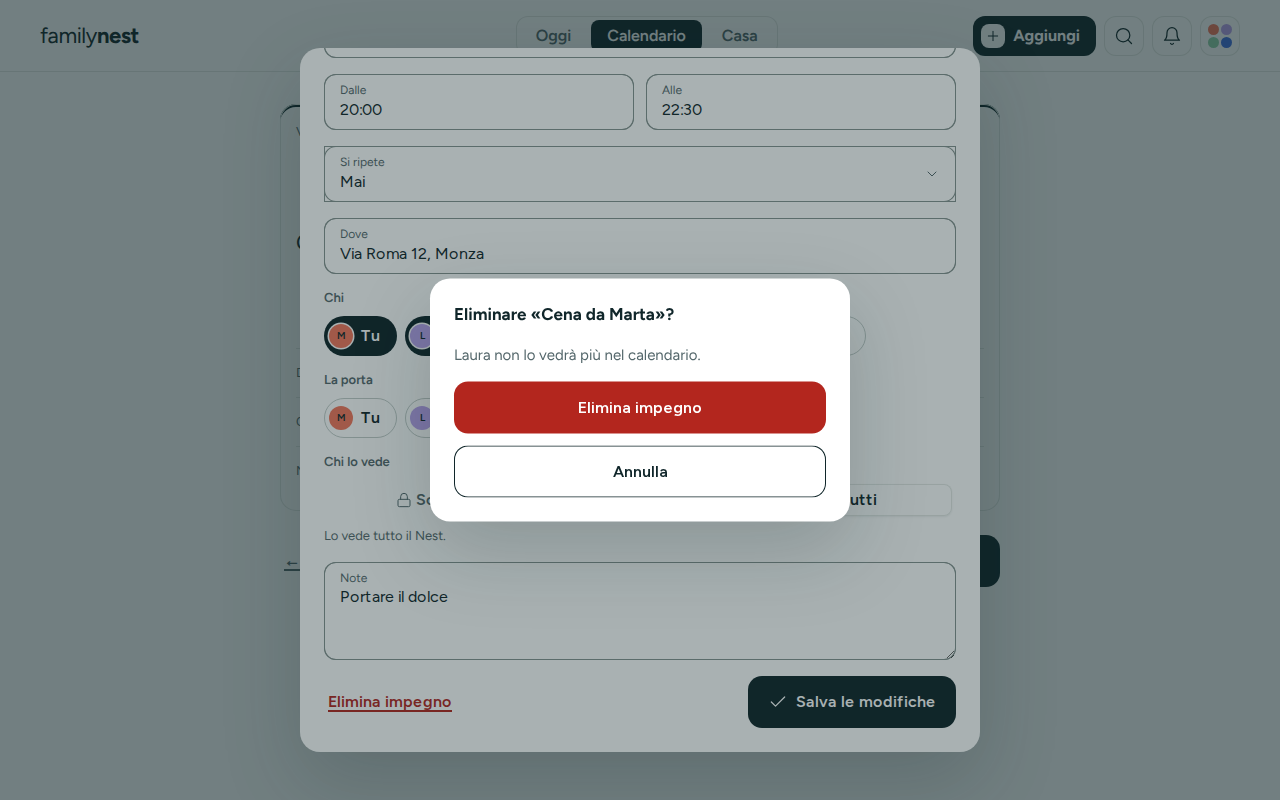 familynest
Oggi
Calendario
Casa
Aggiungi
Dalle
20:00
Alle
22:30
Si ripete
Mai
Dove
Via Roma 12, Monza
Chi
M Tu
L
Eliminare «Cena da Marta»?
Laura non lo vedrà più nel calendario.
Elimina impegno
Annulla
La porta
M Tu
L
Chi lo vede
Lo vede tutto il Nest.
Note
Portare il dolce
Elimina impegno
Salva le modifiche